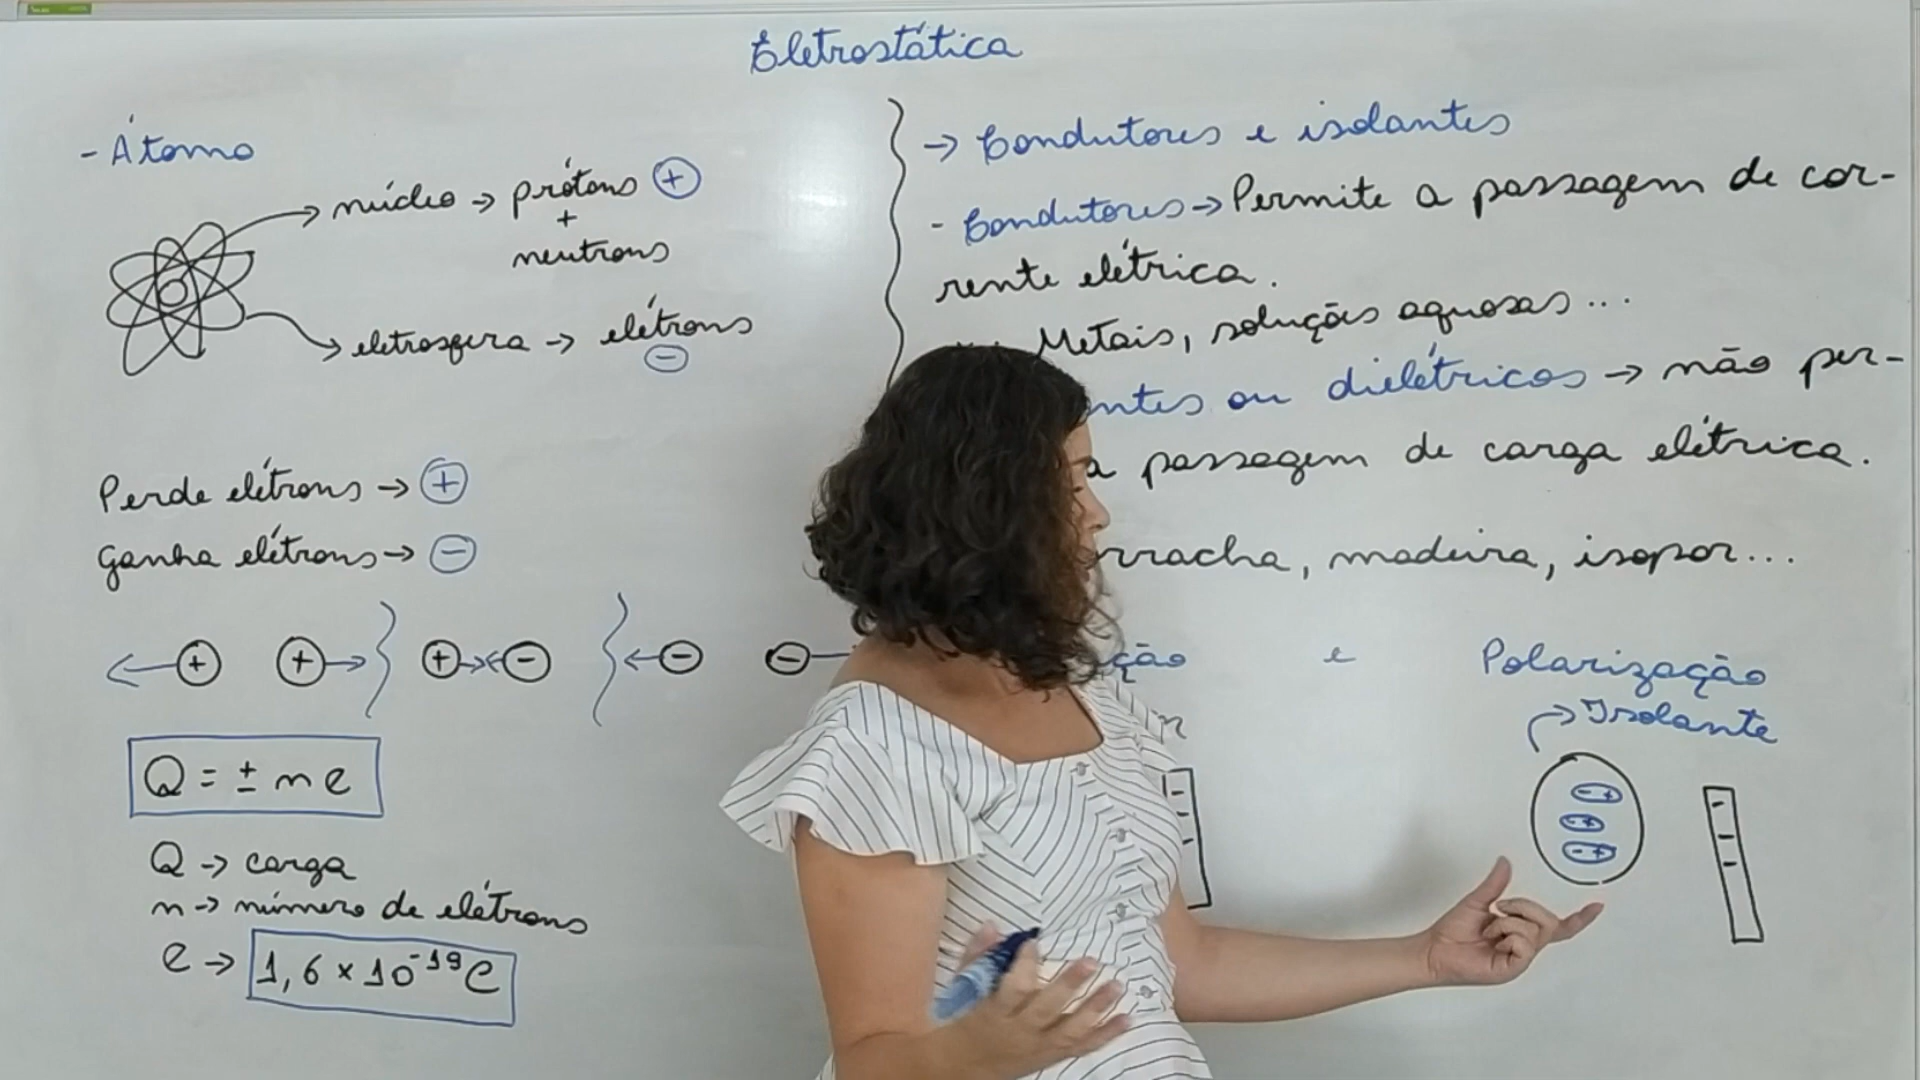 Eletrostática
- Átomo
núcleo → prótons +
+
neutrons
eletrosfera → elétrons
-
Perde elétrons → +
Ganha elétrons → -
← + + → + →← - ← - -
Q = ± n e
Q → carga
n → número de elétrons
e → 1,6 × 10⁻¹⁹ C
→ Condutores e isolantes
- Condutores → Permite a passagem de cor-
rente elétrica.
Metais, soluções aquosas...
ntes ou dielétricos → não per-
a passagem de carga elétrica.
rracha, madeira, isopor...
ção e Polarização
→ Isolante
- +
- +
- +
- - -
- - -